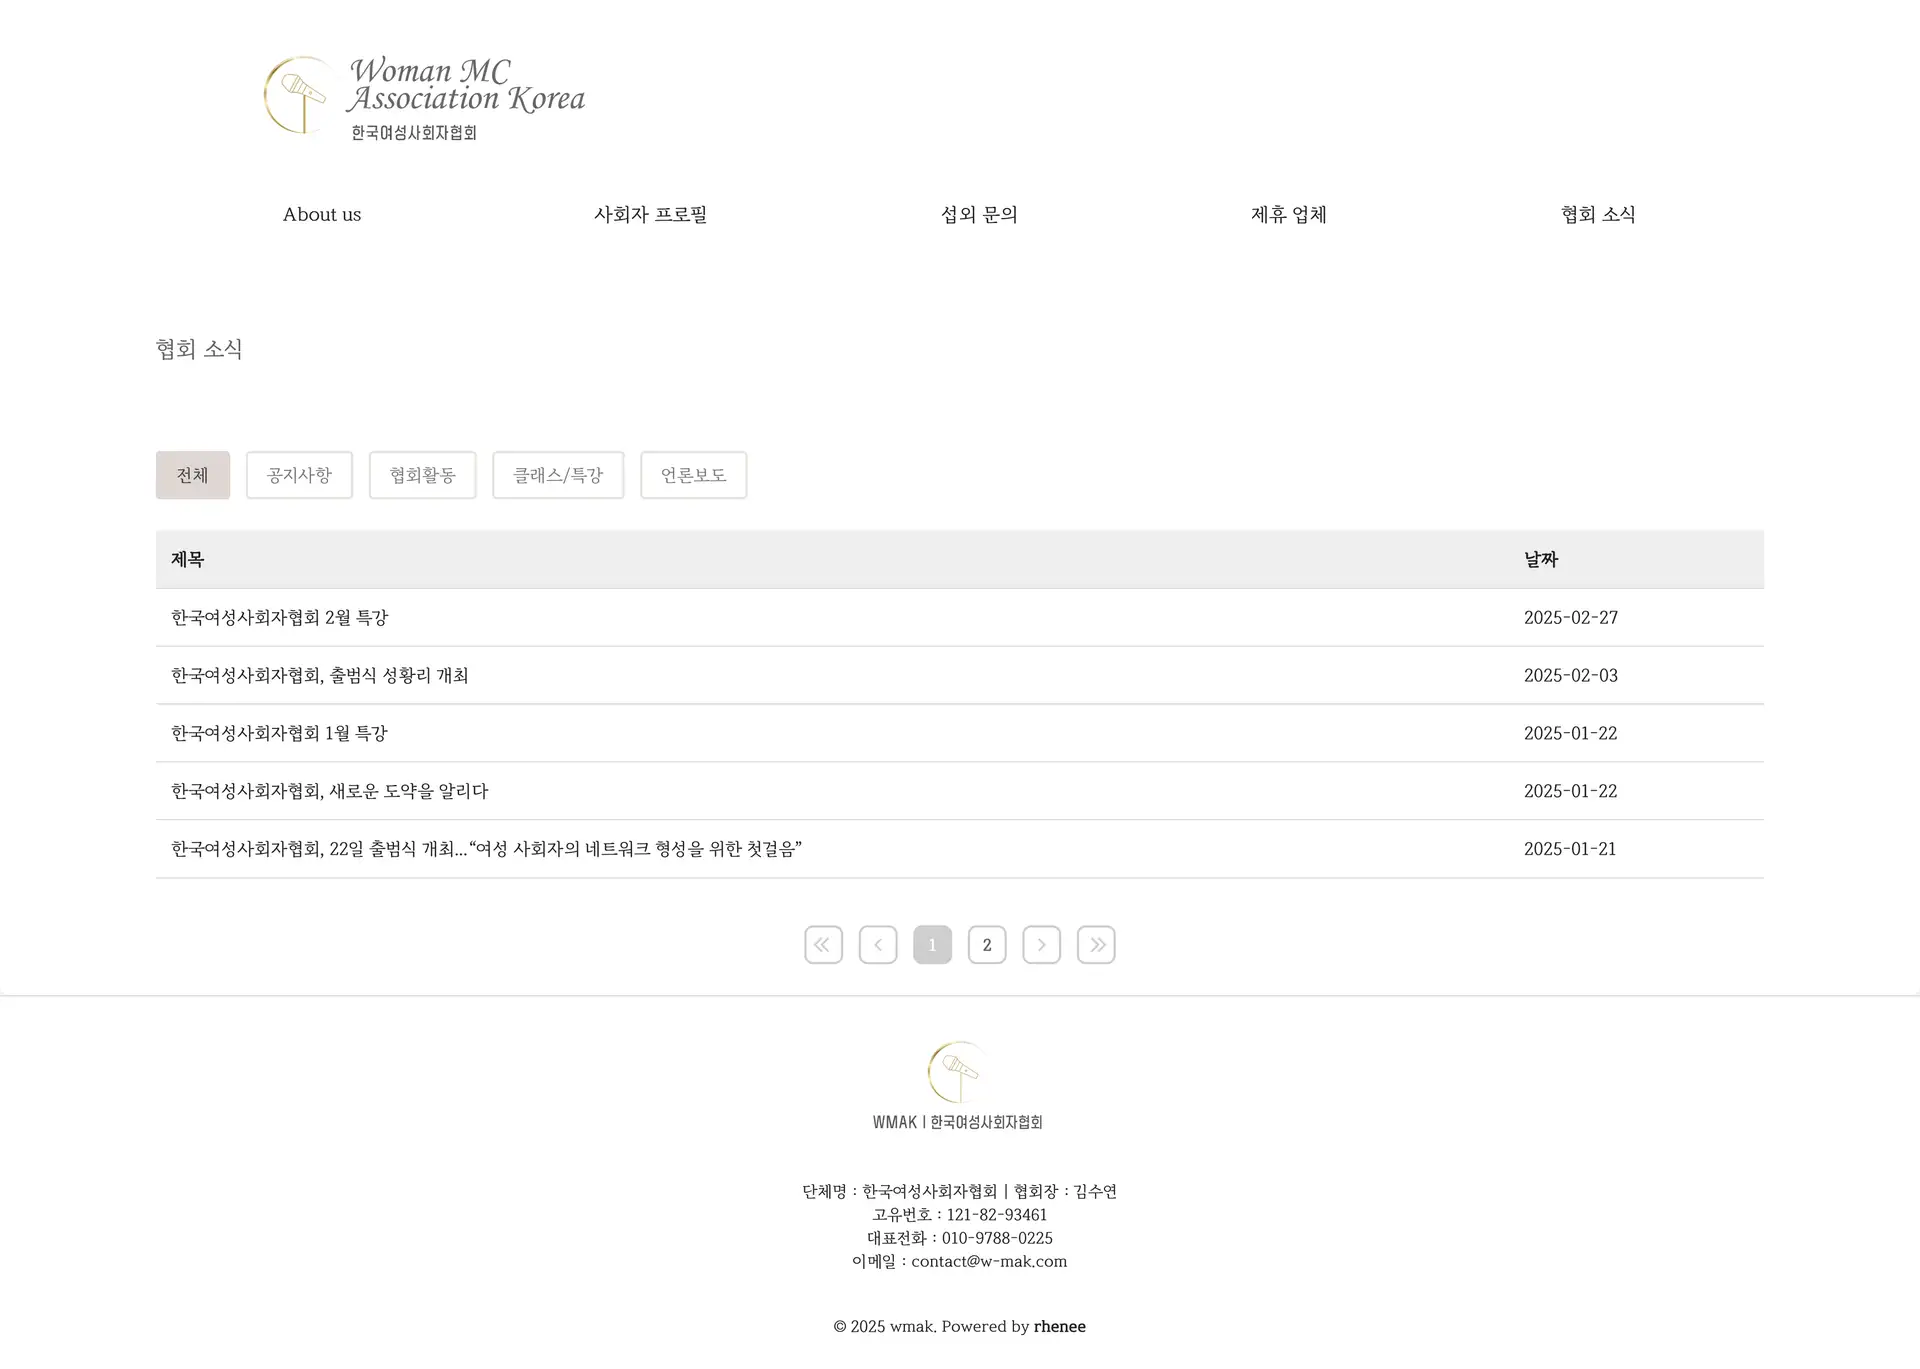 Woman MC
Association Korea
한국여성사회자협회
About us 사회자 프로필 섭외 문의 제휴 업체 협회 소식
협회 소식
전체 공지사항 협회활동 클래스/특강 언론보도
제목 날짜
한국여성사회자협회 2월 특강 2025-02-27
한국여성사회자협회, 출범식 성황리 개최 2025-02-03
한국여성사회자협회 1월 특강 2025-01-22
한국여성사회자협회, 새로운 도약을 알리다 2025-01-22
한국여성사회자협회, 22일 출범식 개최...“여성 사회자의 네트워크 형성을 위한 첫걸음” 2025-01-21
1 2
WMAK | 한국여성사회자협회
단체명 : 한국여성사회자협회 | 협회장 : 김수연
고유번호 : 121-82-93461
대표전화 : 010-9788-0225
이메일 : contact@w-mak.com
© 2025 wmak. Powered by rhenee